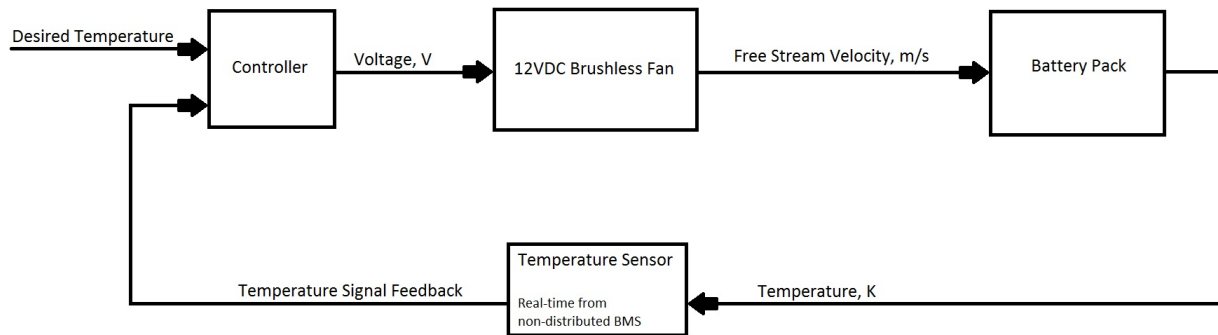 Desired Temperature
Controller
Voltage, V
12VDC Brushless Fan
Free Stream Velocity, m/s
Battery Pack
Temperature Sensor
Real-time from
non-distributed BMS
Temperature Signal Feedback
Temperature, K